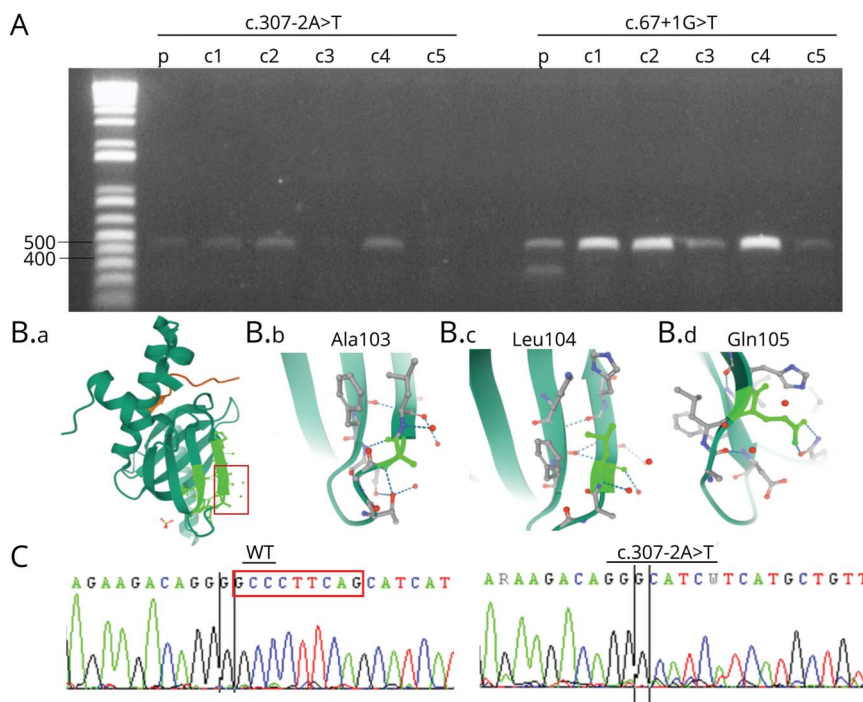 A
c.307-2A>T c.67+1G>T
p c1 c2 c3 c4 c5 p c1 c2 c3 c4 c5
500
400
B.a B.b Ala103 B.c Leu104 B.d Gln105
C
WT c.307-2A>T
AGAAGACAGGGGCCCTTCAGCATCAT ARAAGACAGGGCATCWTCATGCTGTT